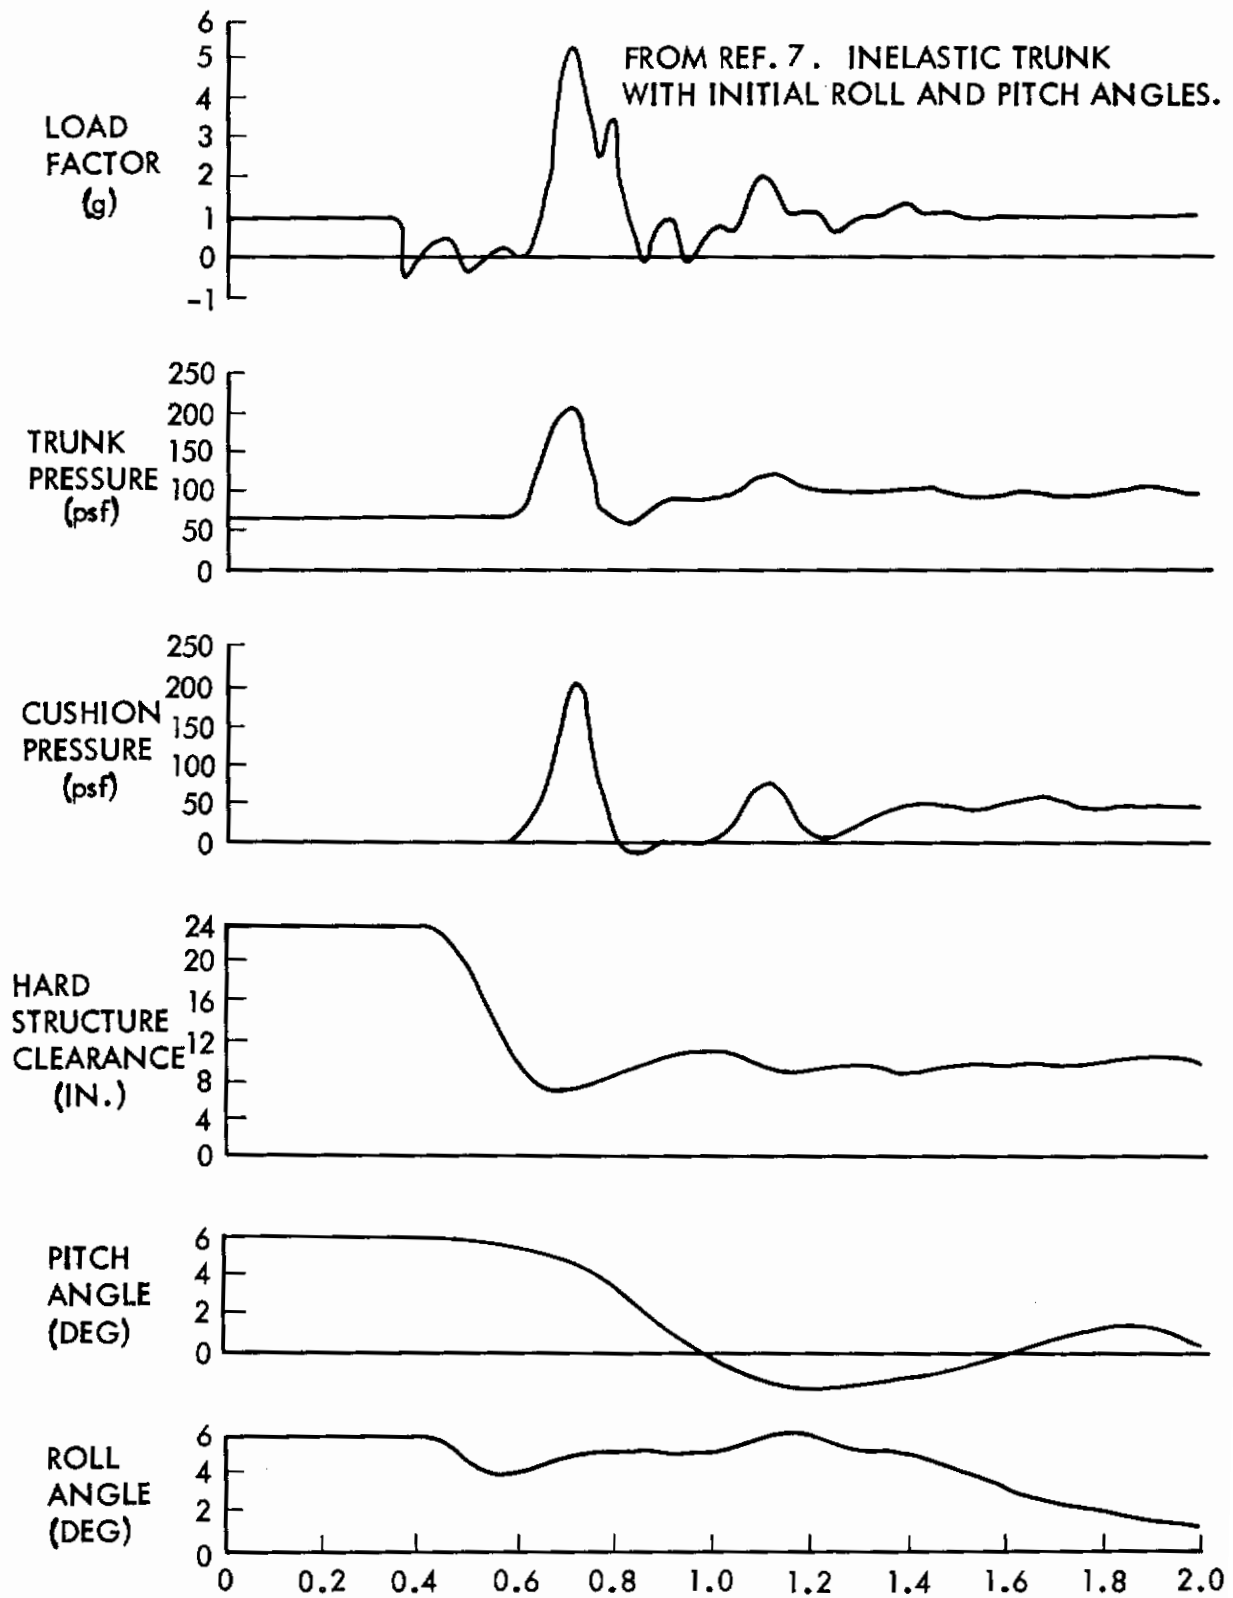 FROM REF. 7. INELASTIC TRUNK
WITH INITIAL ROLL AND PITCH ANGLES.
LOAD
FACTOR
(g)
6
5
4
3
2
1
0
-1
TRUNK
PRESSURE
(psf)
250
200
150
100
50
0
CUSHION
PRESSURE
(psf)
250
200
150
100
50
0
HARD
STRUCTURE
CLEARANCE
(IN.)
24
20
16
12
8
4
0
PITCH
ANGLE
(DEG)
6
4
2
0
ROLL
ANGLE
(DEG)
6
4
2
0
0 0.2 0.4 0.6 0.8 1.0 1.2 1.4 1.6 1.8 2.0